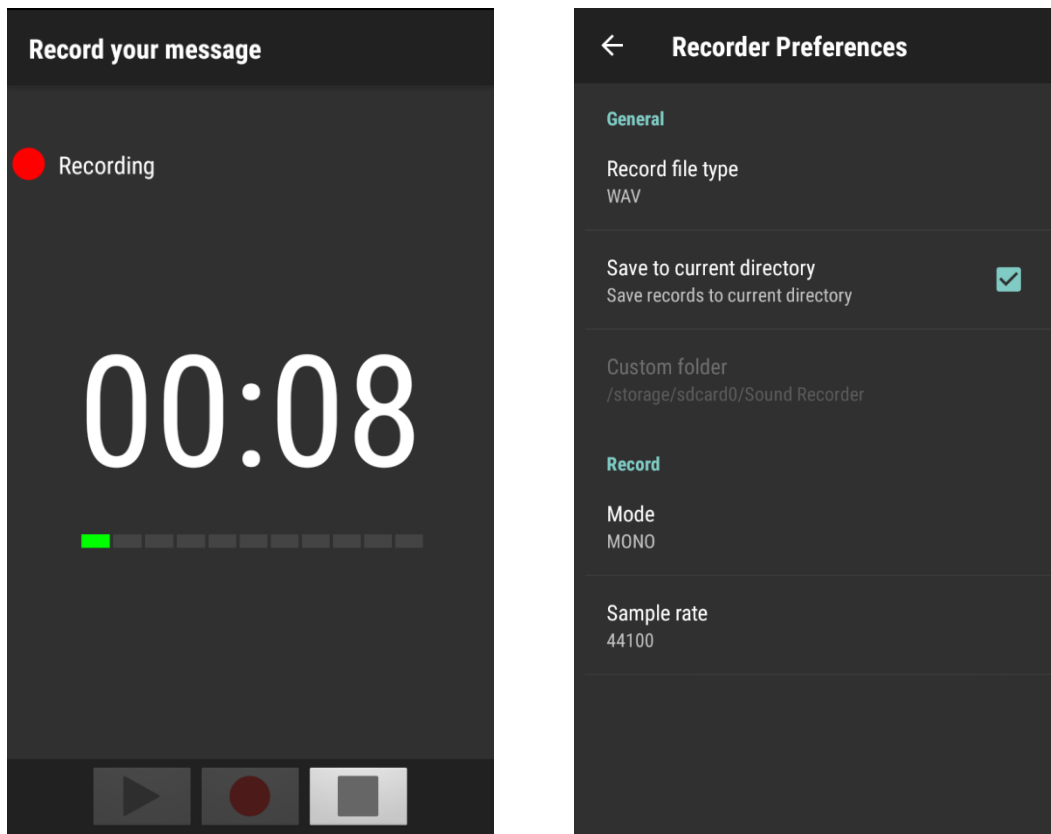 Record your message
Recording
00:08
Recorder Preferences
General
Record file type
WAV
Save to current directory
Save records to current directory
Custom folder
/storage/sdcard0/Sound Recorder
Record
Mode
MONO
Sample rate
44100